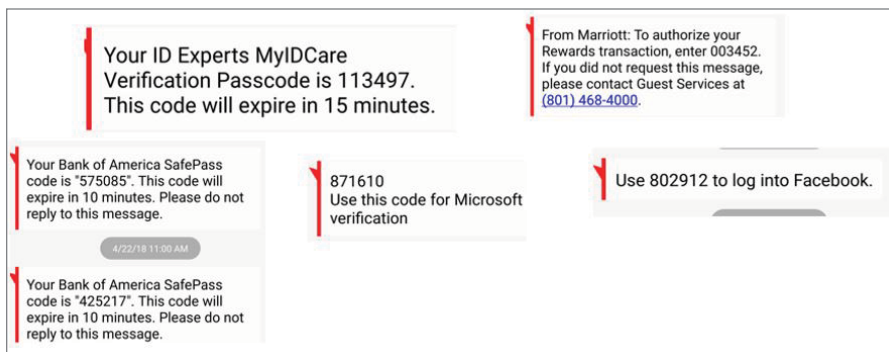 Your ID Experts MyIDCare
Verification Passcode is 113497.
This code will expire in 15 minutes.
From Marriott: To authorize your
Rewards transaction, enter 003452.
If you did not request this message,
please contact Guest Services at
(801) 468-4000.
Your Bank of America SafePass
code is "575085". This code will
expire in 10 minutes. Please do not
reply to this message.
4/22/18 11:00 AM
Your Bank of America SafePass
code is "425217". This code will
expire in 10 minutes. Please do not
reply to this message.
871610
Use this code for Microsoft
verification
Use 802912 to log into Facebook.